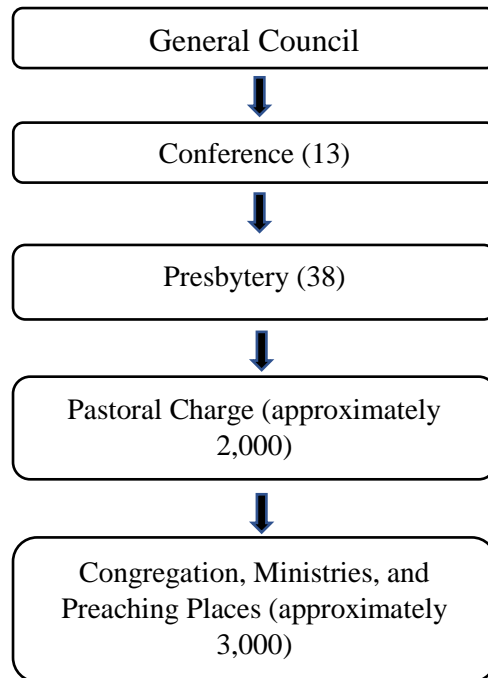 General Council
Conference (13)
Presbytery (38)
Pastoral Charge (approximately
2,000)
Congregation, Ministries, and
Preaching Places (approximately
3,000)